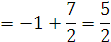 = −1 + 7/2 = 5/2